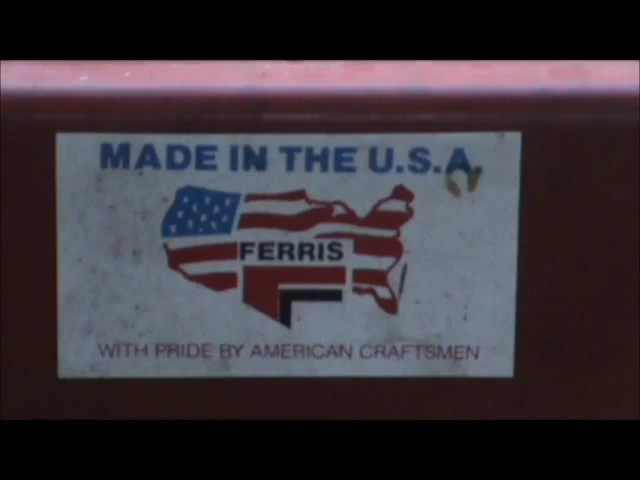 MADE IN THE U.S.A.
FERRIS
WITH PRIDE BY AMERICAN CRAFTSMEN